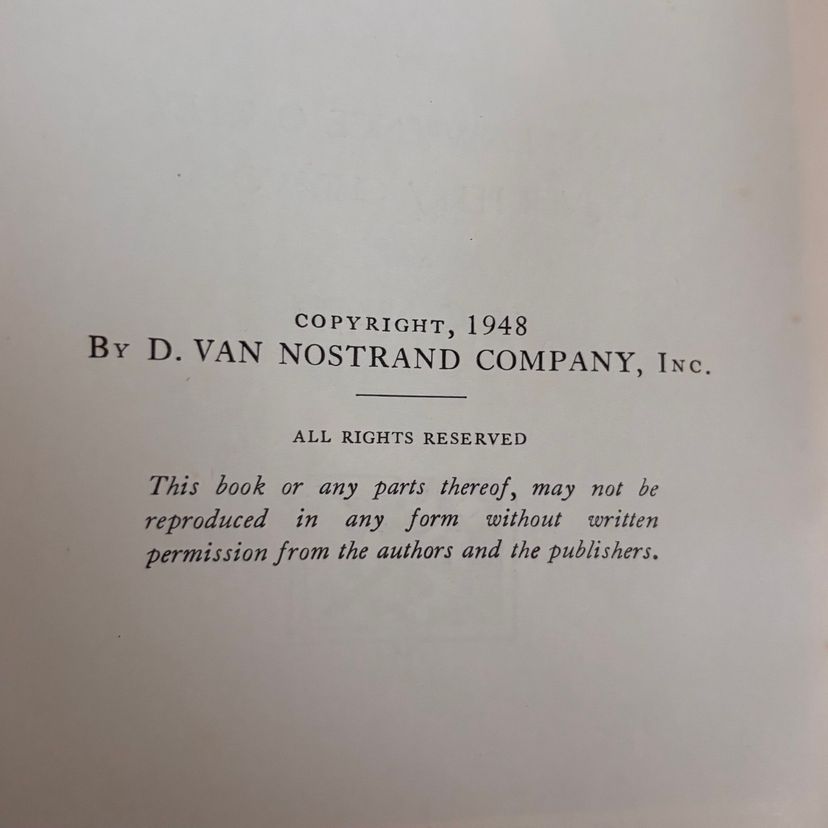 COPYRIGHT, 1948
BY D. VAN NOSTRAND COMPANY, INC.
ALL RIGHTS RESERVED
This book or any parts thereof, may not be
reproduced in any form without written
permission from the authors and the publishers.